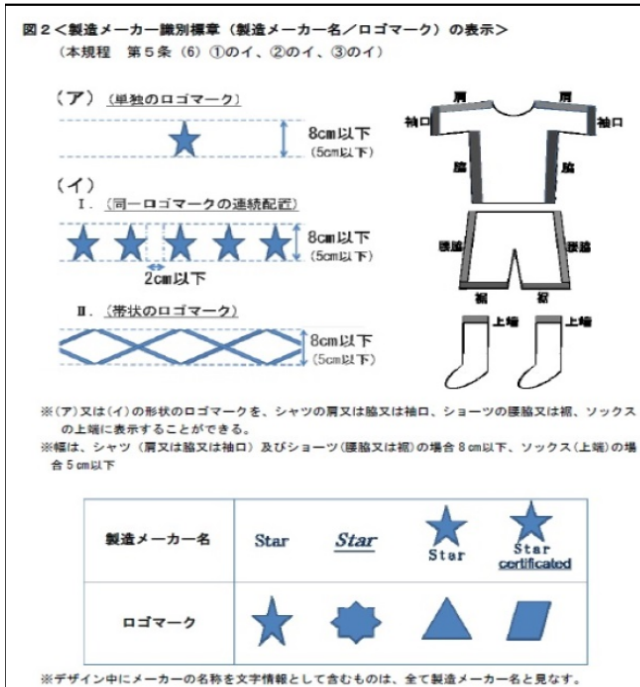 図2＜製造メーカー識別標章（製造メーカー名／ロゴマーク）の表示＞
（本規程　第５条（6）①のイ、②のイ、③のイ）
（ア）（単独のロゴマーク）
8cm以下
(5cm以下)
（イ）
Ⅰ．（同一ロゴマークの連続配置）
8cm以下
(5cm以下)
2cm以下
Ⅱ．（帯状のロゴマーク）
8cm以下
(5cm以下)
肩　肩
袖口　袖口
脇　脇
腰脇　腰脇
裾　裾
上端　上端
※(ア)又は(イ)の形状のロゴマークを、シャツの肩又は脇又は袖口、ショーツの腰脇又は裾、ソックス
の上端に表示することができる。
※幅は、シャツ（肩又は脇又は袖口）及びショーツ(腰脇又は裾)の場合８cm以下、ソックス(上端)の場
合５cm以下
製造メーカー名　Star　Star　Star　Star
certificated
ロゴマーク
※デザイン中にメーカーの名称を文字情報として含むものは、全て製造メーカー名と見なす。